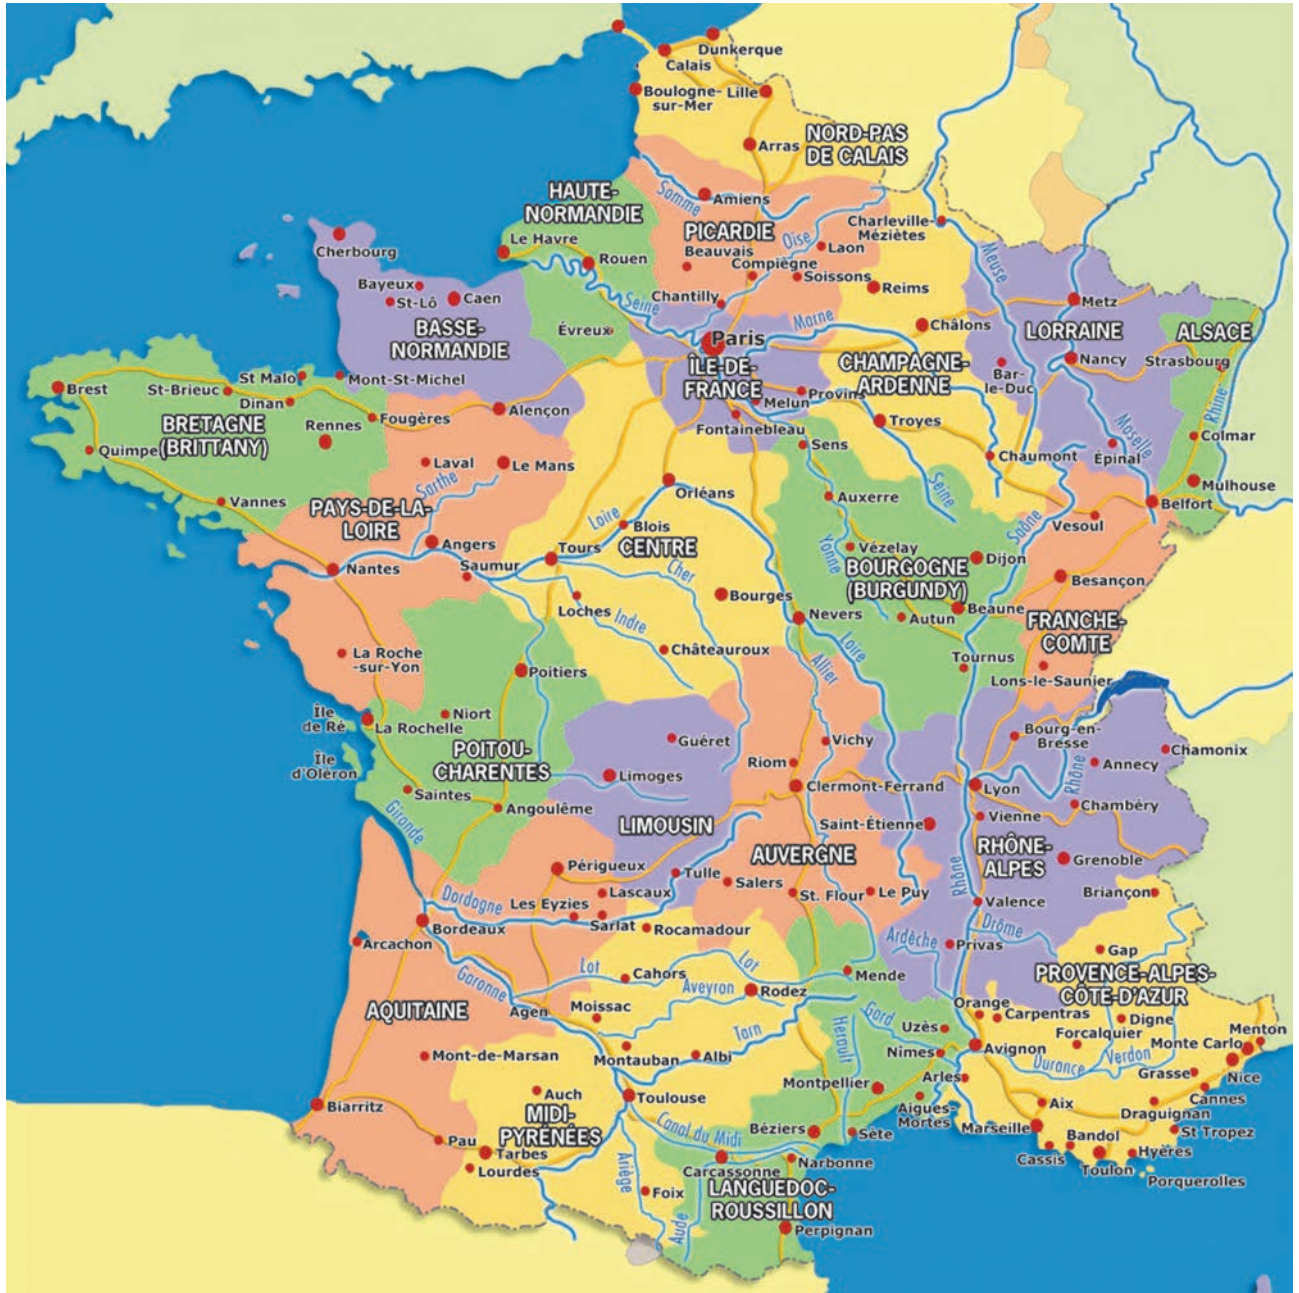 Dunkerque
Calais
Boulogne-
sur-Mer
Lille
NORD-PAS
DE CALAIS
Arras
HAUTE-
NORMANDIE
Somme
Amiens
PICARDIE
Oise
Charleville-
Méziètes
Cherbourg
Le Havre
Rouen
Beauvais
Laon
Compiègne
Soissons
Meuse
Bayeux
St-Lô
Caen
Seine
Chantilly
Reims
Metz
BASSE-
NORMANDIE
Évreux
Paris
Marne
Châlons
LORRAINE
ALSACE
ÎLE-DE-
FRANCE
CHAMPAGNE-
ARDENNE
Nancy
Strasbourg
Bar-
le-Duc
Brest
St-Brieuc
St Malo
Mont-St-Michel
Dinan
Alençon
Melun
Provins
Rhine
BRETAGNE
(BRITTANY)
Rennes
Fougères
Fontainebleau
Troyes
Moselle
Quimper
Sens
Colmar
Laval
Le Mans
Chaumont
Épinal
Sarthe
Orléans
Auxerre
Seine
Mulhouse
Vannes
PAYS-DE-LA-
LOIRE
Loire
Blois
Vesoul
Belfort
Saône
Angers
Tours
CENTRE
Yonne
Vézelay
Dijon
Nantes
Saumur
Cher
BOURGOGNE
(BURGUNDY)
Besançon
Loches
Bourges
Nevers
Beaune
Autun
FRANCHE-
COMTE
Indre
Loire
La Roche
-sur-Yon
Châteauroux
Allier
Tournus
Poitiers
Lons-le-Saunier
Île
de Ré
La Rochelle
Niort
Guéret
Vichy
Bourg-en-
Bresse
Chamonix
POITOU-
CHARENTES
Île
d'Oléron
Limoges
Riom
Annecy
Rhône
Clermont-Ferrand
Lyon
Saintes
Angoulême
Chambéry
Gironde
LIMOUSIN
Saint-Étienne
Vienne
AUVERGNE
RHÔNE-
ALPES
Périgueux
Grenoble
Tulle
Rhône
Salers
Lascaux
St. Flour
Le Puy
Briançon
Dordogne
Les Eyzies
Valence
Bordeaux
Sarlat
Rocamadour
Drôme
Arcachon
Ardèche
Privas
Gap
Garonne
Lot
Cahors
Lot
Mende
PROVENCE-ALPES-
CÔTE-D'AZUR
Aveyron
Rodez
AQUITAINE
Agen
Moissac
Orange
Carpentras
Digne
Gard
Uzès
Forcalquier
Menton
Tarn
Herault
Mont-de-Marsan
Montauban
Albi
Nîmes
Avignon
Verdon
Monte Carlo
Durance
Grasse
Nice
Arles
Montpellier
Auch
Toulouse
Biarritz
Aigues-
Mortes
Aix
Cannes
Draguignan
MIDI-
PYRÉNÉES
Canal du Midi
Béziers
Sète
Marseille
Bandol
St Tropez
Pau
Tarbes
Cassis
Hyères
Lourdes
Carcassonne
Narbonne
Toulon
Porquerolles
Ariège
Foix
LANGUEDOC-
ROUSSILLON
Aude
Perpignan